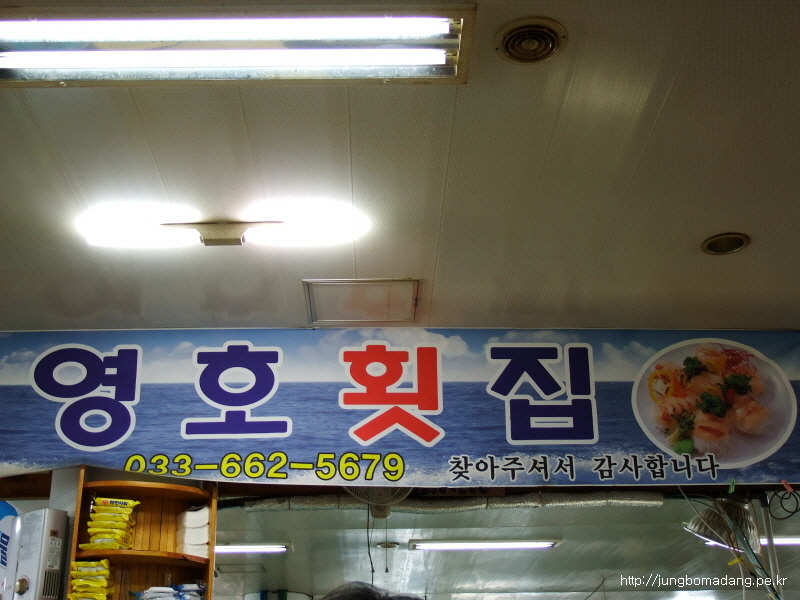 영호횟집
033-662-5679 찾아주셔서 감사합니다
http://jungbomadang.pe.kr